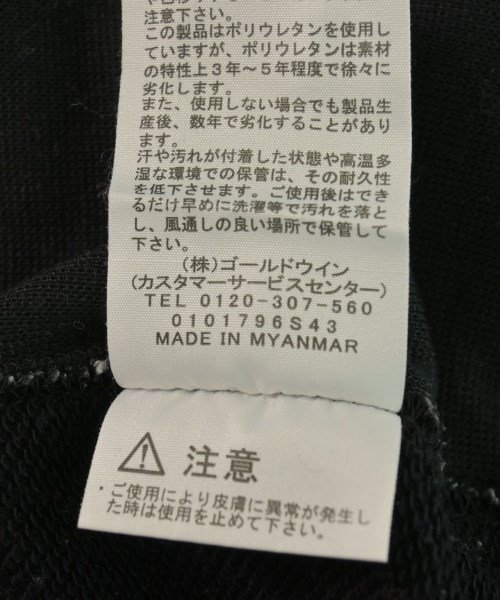 注意下さい。
この製品はポリウレタンを使用し
ていますが、ポリウレタンは素材
の特性上3年～5年程度で徐々に
劣化します。
また、使用しない場合でも製品生
産後、数年で劣化することがあり
ます。
汗や汚れが付着した状態や高温多
湿な環境での保管は、その耐久性
を低下させます。ご使用後はでき
るだけ早めに洗濯等で汚れを落と
し、風通しの良い場所で保管して
下さい。
(株)ゴールドウイン
(カスタマーサービスセンター)
TEL 0120-307-560
0101796S43
MADE IN MYANMAR
注意
・ご使用により皮膚に異常が発生し
た時は使用を止めて下さい。